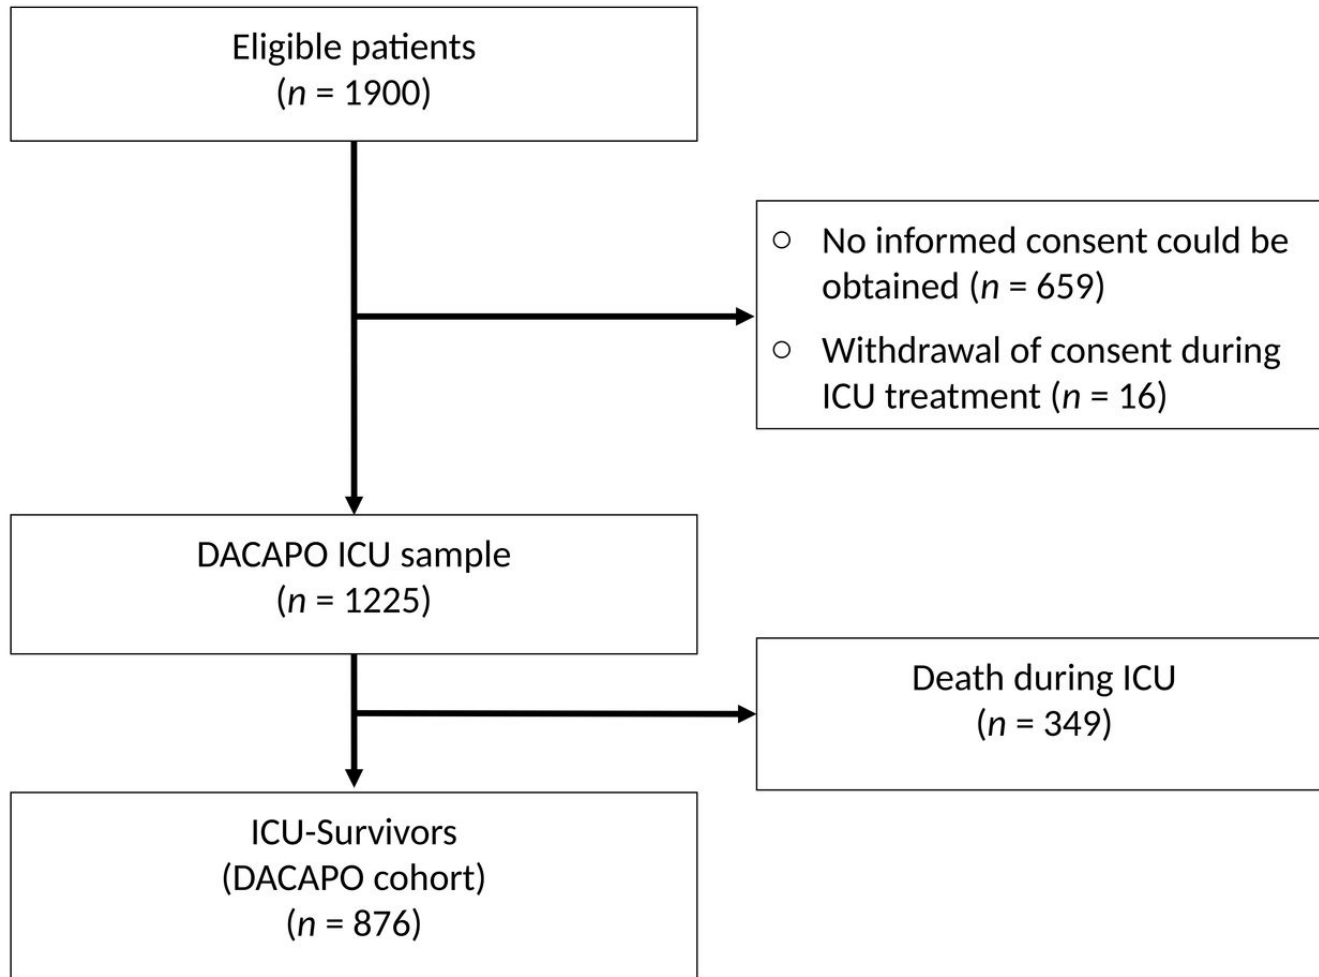 Eligible patients
(n = 1900)
○ No informed consent could be
obtained (n = 659)
○ Withdrawal of consent during
ICU treatment (n = 16)
DACAPO ICU sample
(n = 1225)
Death during ICU
(n = 349)
ICU-Survivors
(DACAPO cohort)
(n = 876)